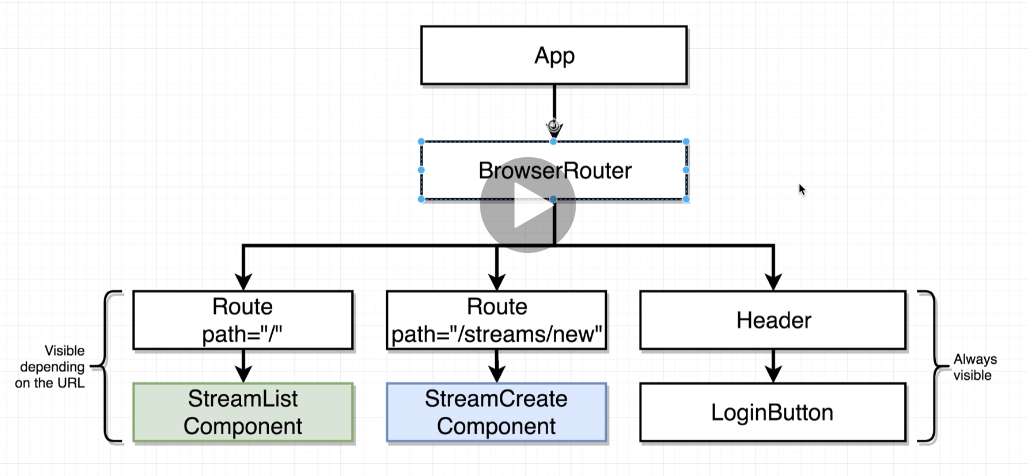 App
BrowserRouter
Route
path="/"
Route
path="/streams/new"
Header
Visible
depending
on the URL
StreamList
Component
StreamCreate
Component
LoginButton
Always
visible